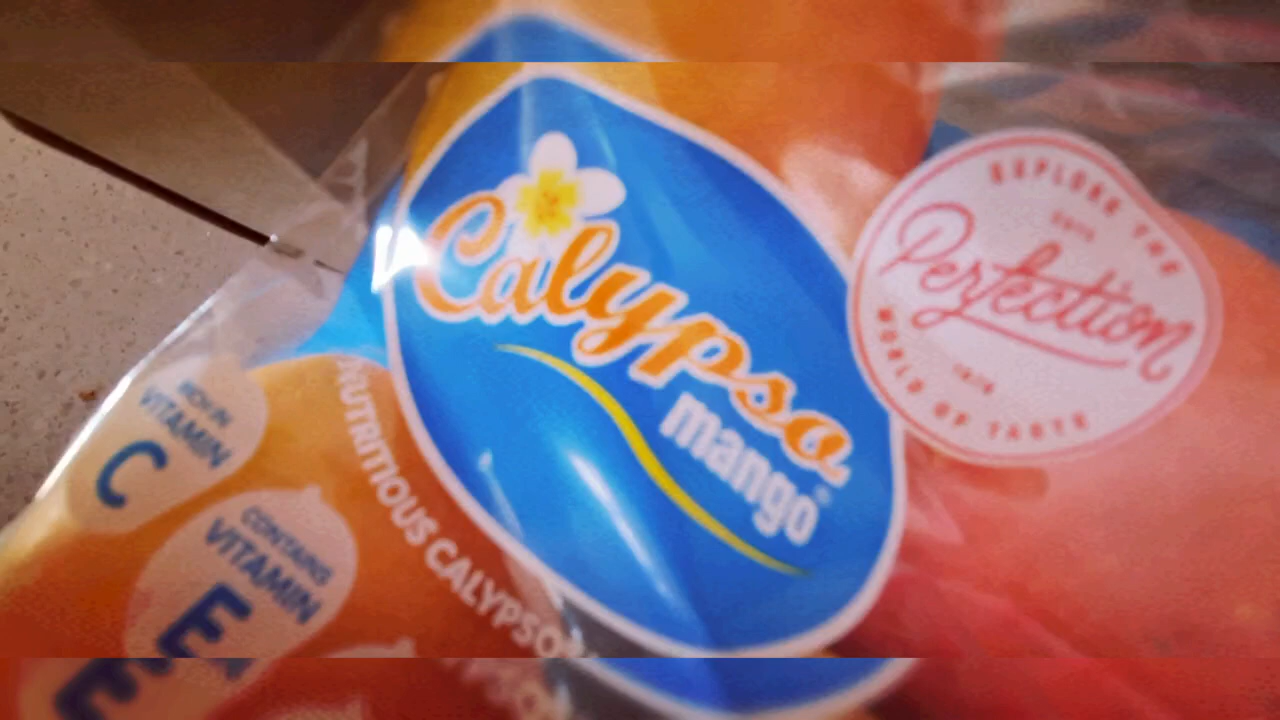 Calypso
mango
EXPLORE THE
Perfection
WORLD OF TASTE
RICH IN
VITAMIN
C
CONTAINS
VITAMIN
E
NUTRITIOUS CALYPSO